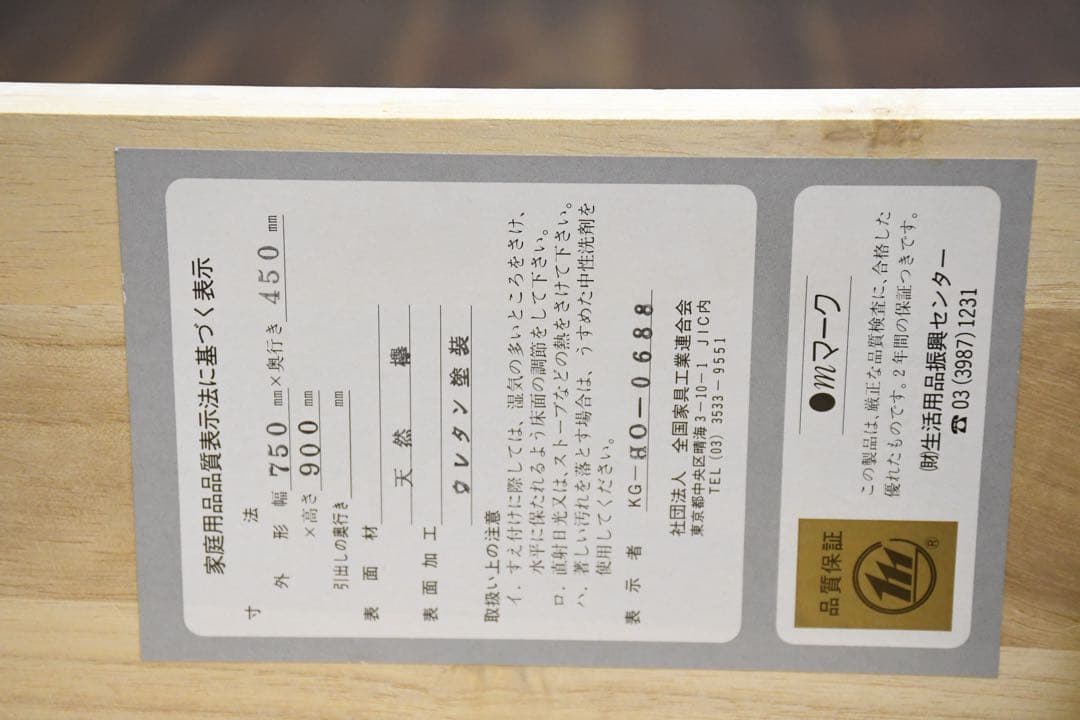 家庭用品品質表示法に基づく表示
寸法
外形 幅 750 mm×奥行き 450 mm
×高さ 900 mm
引出しの奥行き mm
表面材 天然 欅
表面加工 ウレタン塗装
取扱い上の注意
イ. すえ付けに際しては、湿気の多いところをさけ、
水平に保たれるよう床面の調節をして下さい。
ロ. 直射日光又はストーブなどの熱をさけて下さい。
ハ. 著しい汚れを落とす場合は、うすめた中性洗剤を
使用してください。
表示者 KG-HO-0688
社団法人 全国家具工業連合会
東京都中央区晴海3-10-1 JIC内
TEL (03) 3533-9551
●mマーク
この製品は、厳正な品質検査に、合格した
優れたものです。2年間の保証つきです。
(財)生活用品振興センター
☎03(3987)1231
品質保証
m
®